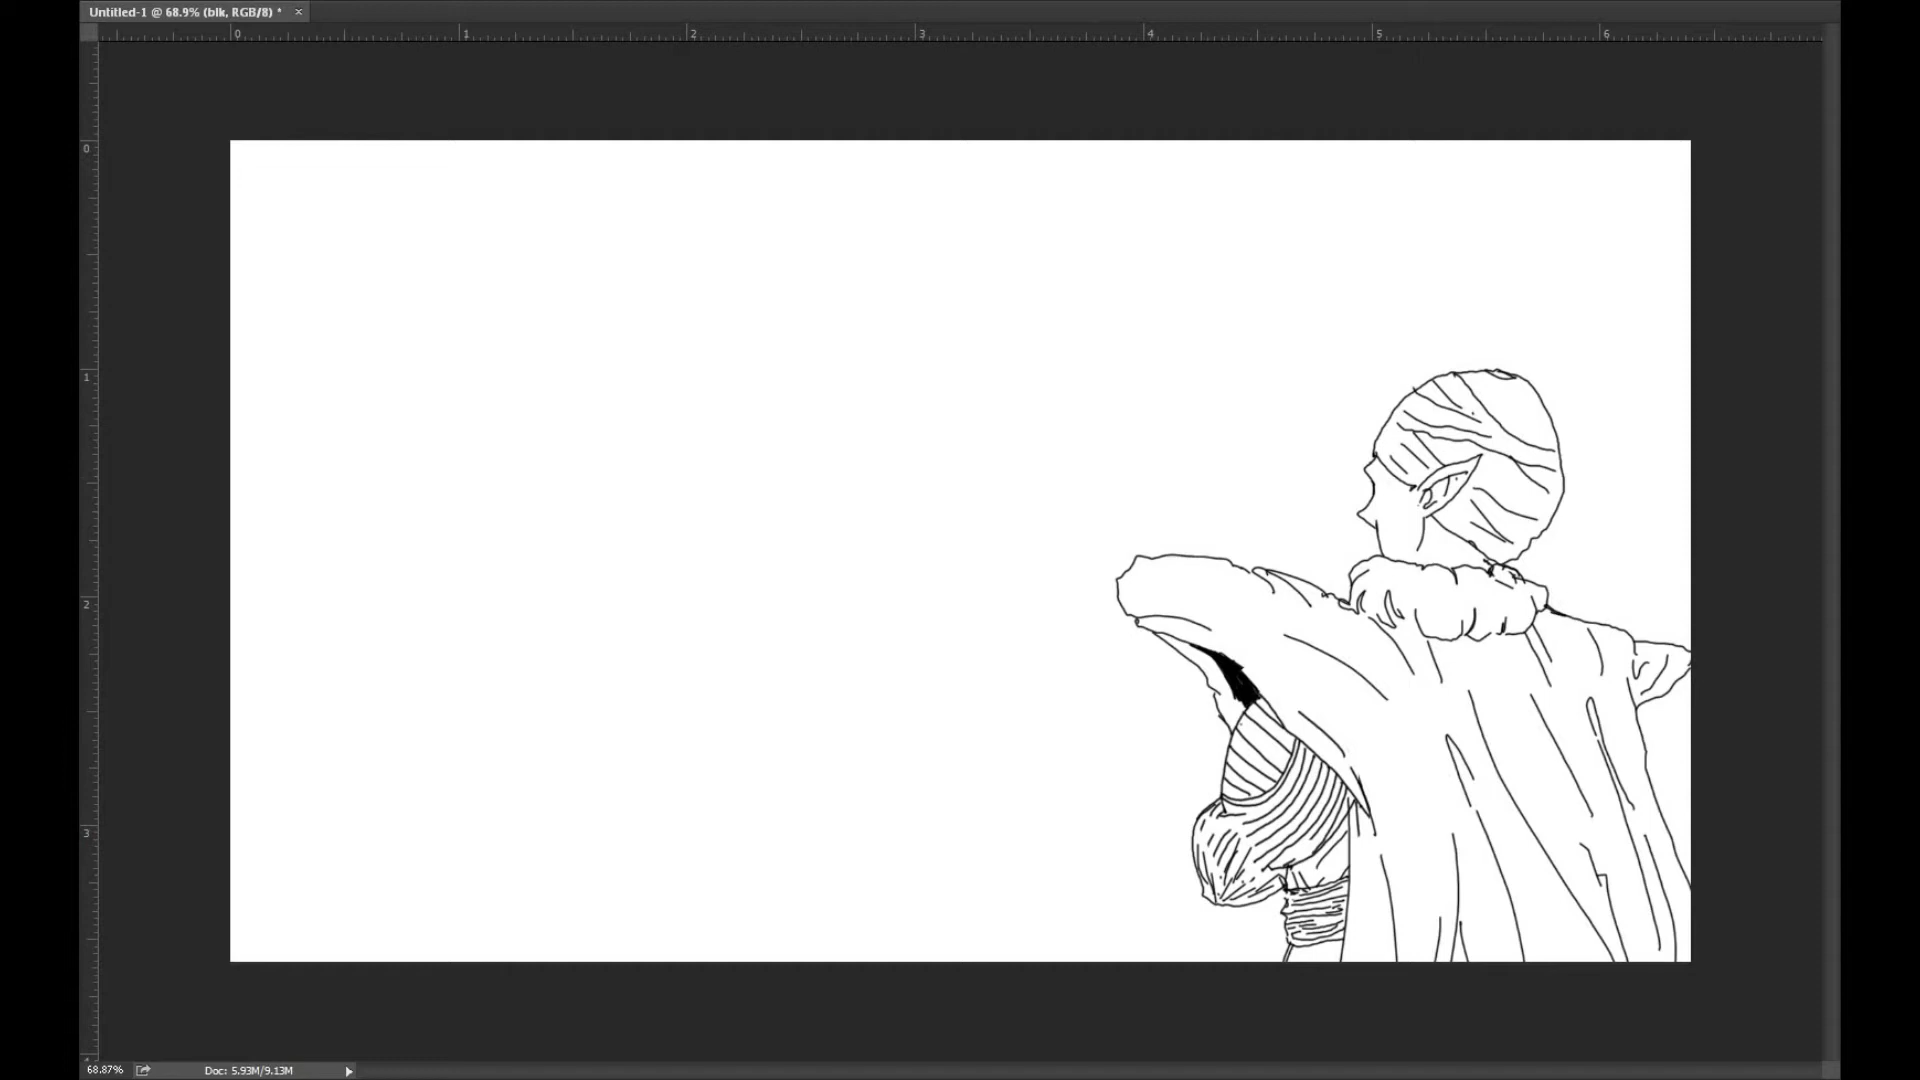 Untitled-1 @ 68.9% (blk, RGB/8) *
0 1 2 3 4 5 6
0
1
2
3
68.87% Doc: 5.93M/9.13M